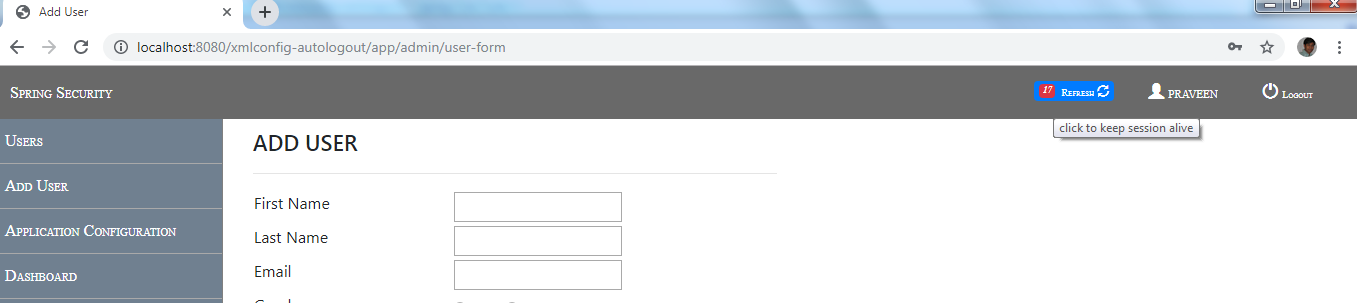 Add User
localhost:8080/xmlconfig-autologout/app/admin/user-form
Spring Security
17 Refresh
PRAVEEN
Logout
click to keep session alive
Users
Add User
Application Configuration
Dashboard
ADD USER
First Name
Last Name
Email